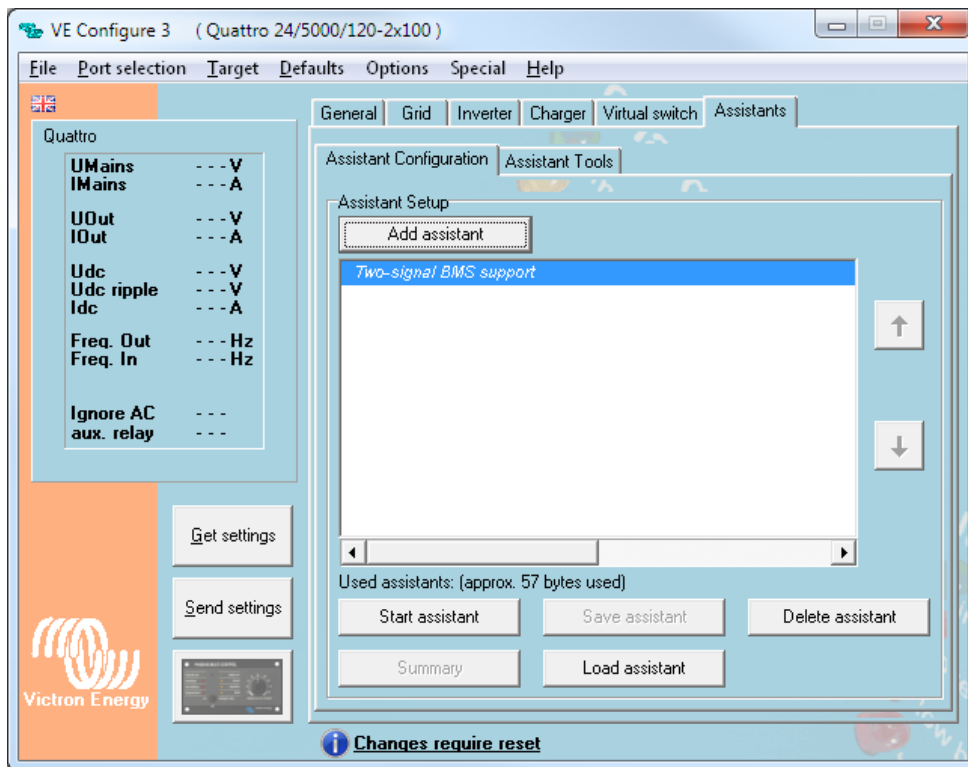 VE Configure 3 ( Quattro 24/5000/120-2x100 )
File Port selection Target Defaults Options Special Help
Quattro
UMains - - - V
IMains - - - A
UOut - - - V
IOut - - - A
Udc - - - V
Udc ripple - - - V
Idc - - - A
Freq. Out - - - Hz
Freq. In - - - Hz
Ignore AC - - -
aux. relay - - -
Get settings
Send settings
Victron Energy
General Grid Inverter Charger Virtual switch Assistants
Assistant Configuration Assistant Tools
Assistant Setup
Add assistant
Two-signal BMS support
Used assistants: (approx. 57 bytes used)
Start assistant Save assistant Delete assistant
Summary Load assistant
Changes require reset